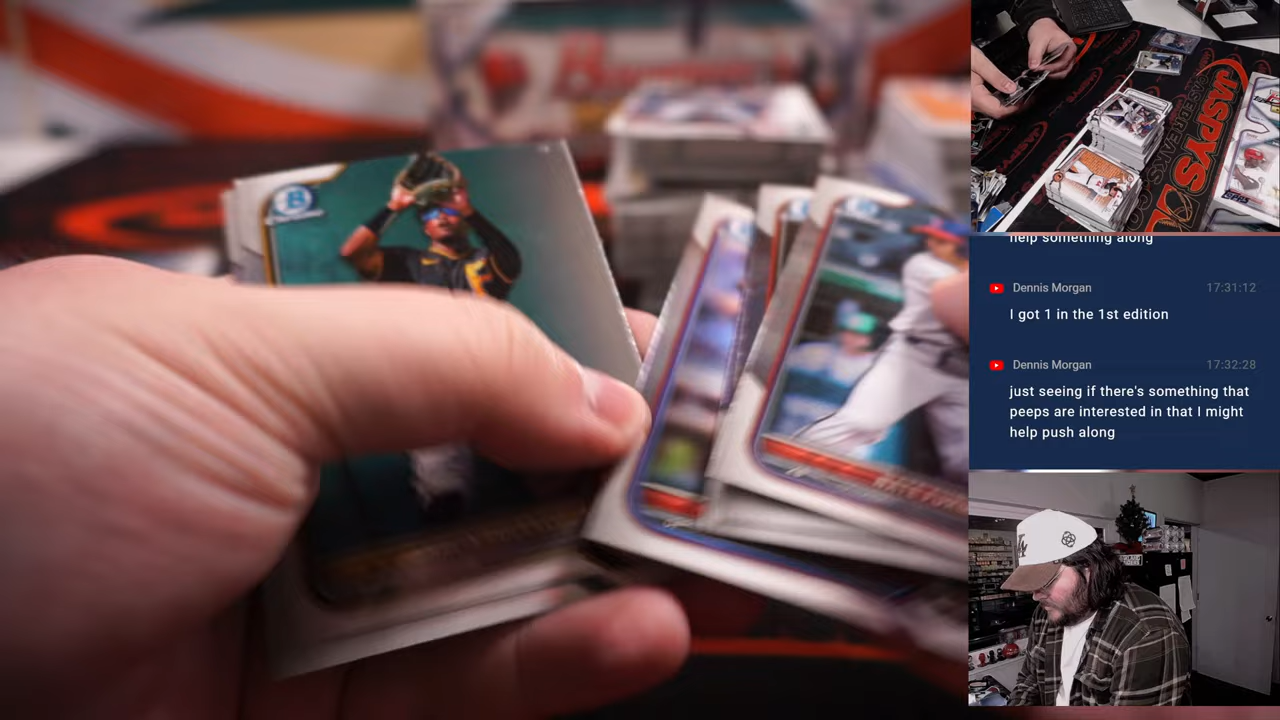 Bowman
JASPYS
help something along
Dennis Morgan
17:31:12
I got 1 in the 1st edition
Dennis Morgan
17:32:28
just seeing if there's something that
peeps are interested in that I might
help push along